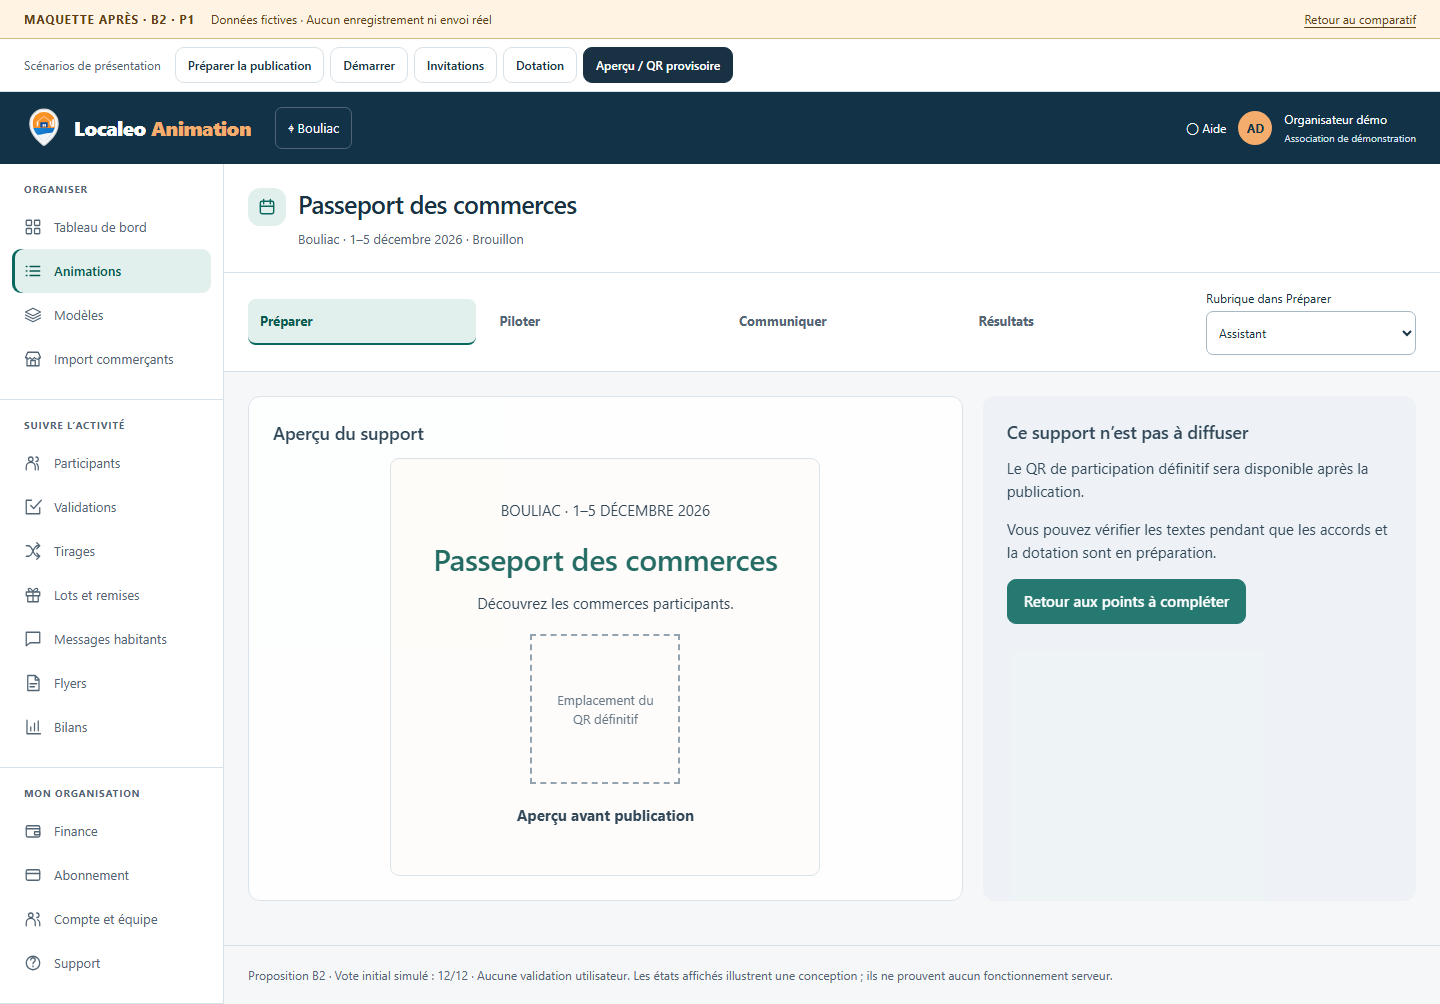 MAQUETTE APRÈS · B2 · P1
Données fictives · Aucun enregistrement ni envoi réel
Retour au comparatif
Scénarios de présentation
Préparer la publication
Démarrer
Invitations
Dotation
Aperçu / QR provisoire
Localeo Animation
Bouliac
Aide
AD
Organisateur démo
Association de démonstration
ORGANISER
Tableau de bord
Animations
Modèles
Import commerçants
SUIVRE L’ACTIVITÉ
Participants
Validations
Tirages
Lots et remises
Messages habitants
Flyers
Bilans
MON ORGANISATION
Finance
Abonnement
Compte et équipe
Support
Passeport des commerces
Bouliac · 1–5 décembre 2026 · Brouillon
Préparer
Piloter
Communiquer
Résultats
Rubrique dans Préparer
Assistant
Aperçu du support
BOULIAC · 1–5 DÉCEMBRE 2026
Passeport des commerces
Découvrez les commerces participants.
Emplacement du
QR définitif
Aperçu avant publication
Ce support n’est pas à diffuser
Le QR de participation définitif sera disponible après la
publication.
Vous pouvez vérifier les textes pendant que les accords et
la dotation sont en préparation.
Retour aux points à compléter
Proposition B2 · Vote initial simulé : 12/12 · Aucune validation utilisateur. Les états affichés illustrent une conception ; ils ne prouvent aucun fonctionnement serveur.